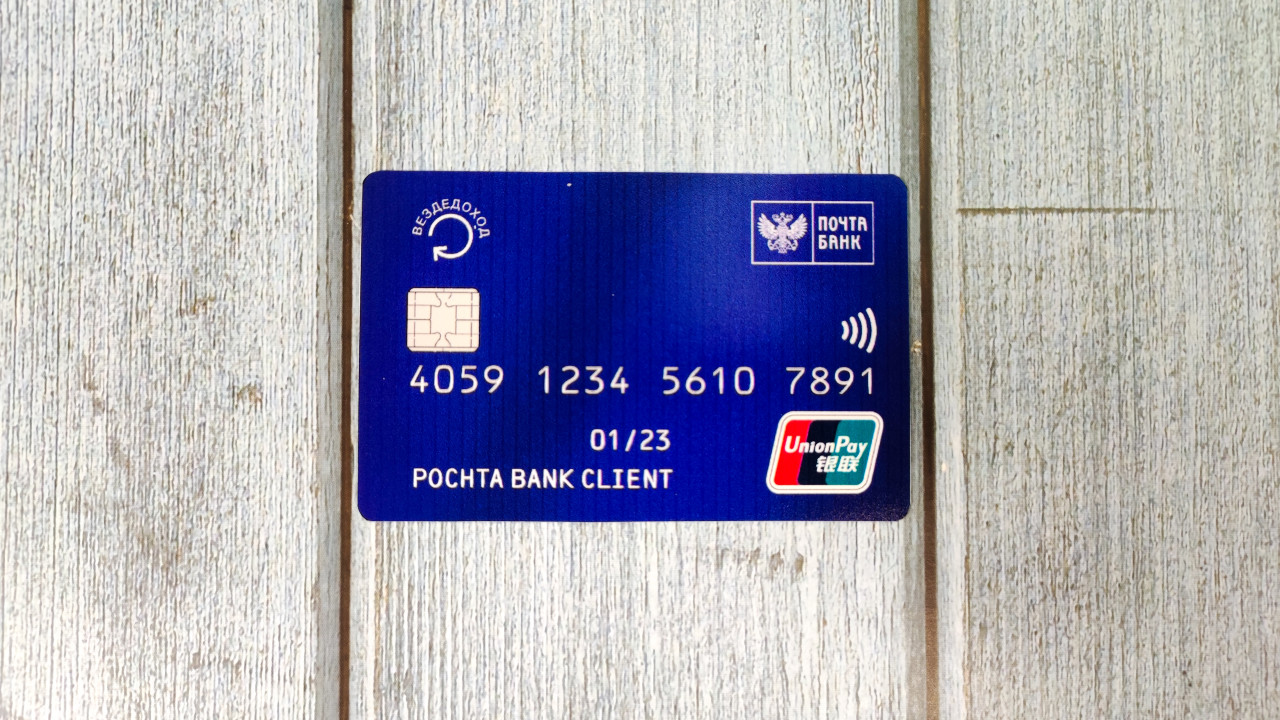 ВЕЗДЕДОХОД
ПОЧТА
БАНК
4059 1234 5610 7891
01/23
POCHTA BANK CLIENT
UnionPay
银联